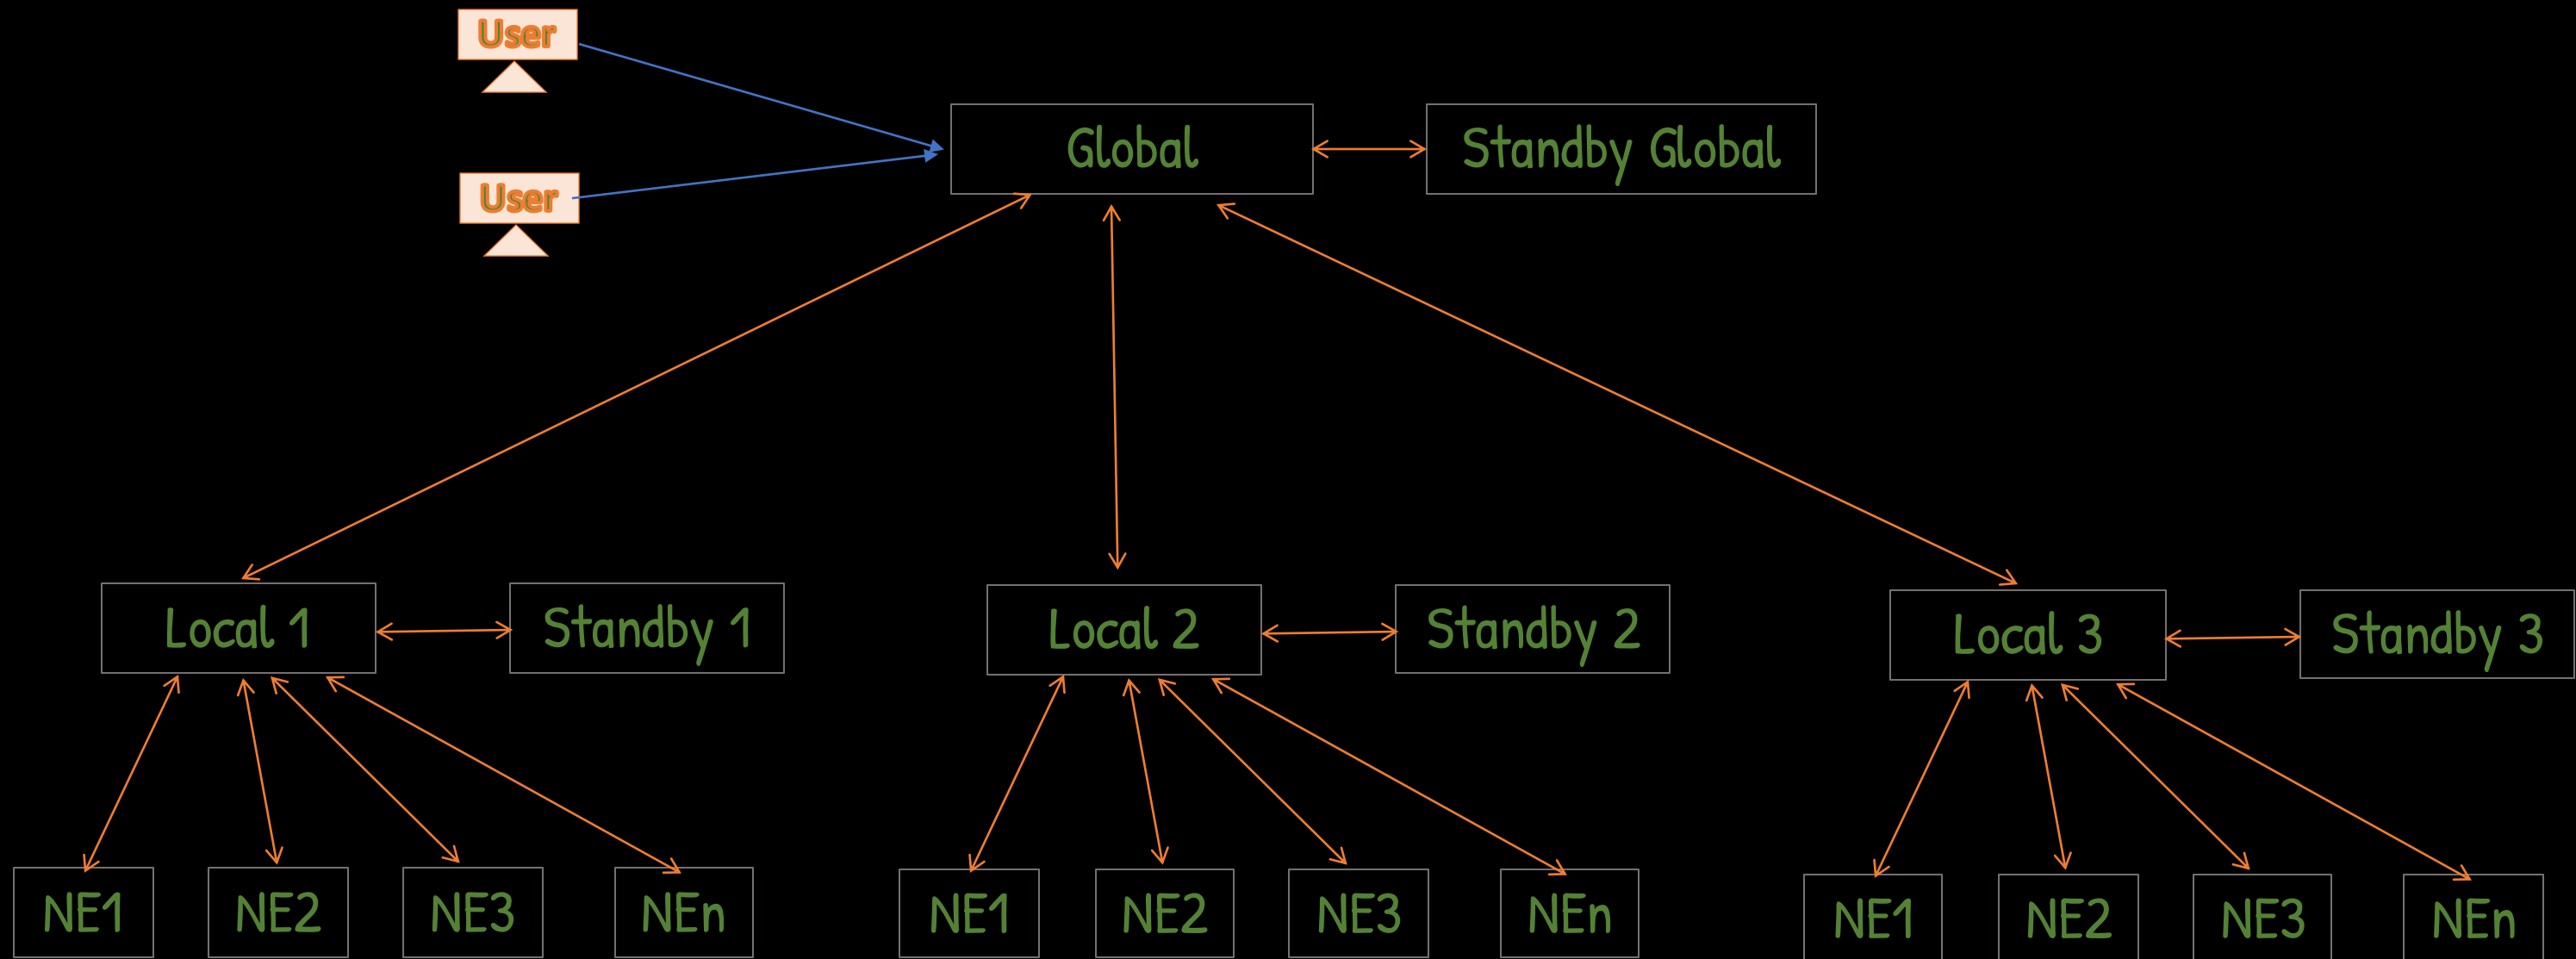 User
Global
Standby Global
User
Local 1
Standby 1
Local 2
Standby 2
Local 3
Standby 3
NE1
NE2
NE3
NEn
NE1
NE2
NE3
NEn
NE1
NE2
NE3
NEn